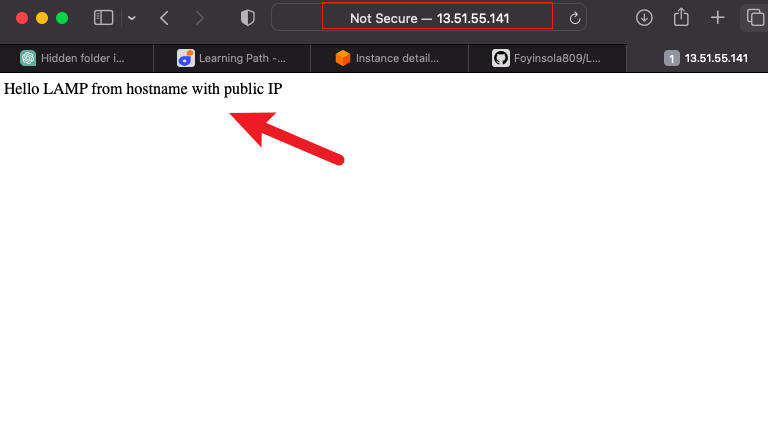 Not Secure — 13.51.55.141
Hidden folder i...
Learning Path -...
Instance detail...
Foyinsola809/L...
1 13.51.55.141
Hello LAMP from hostname with public IP